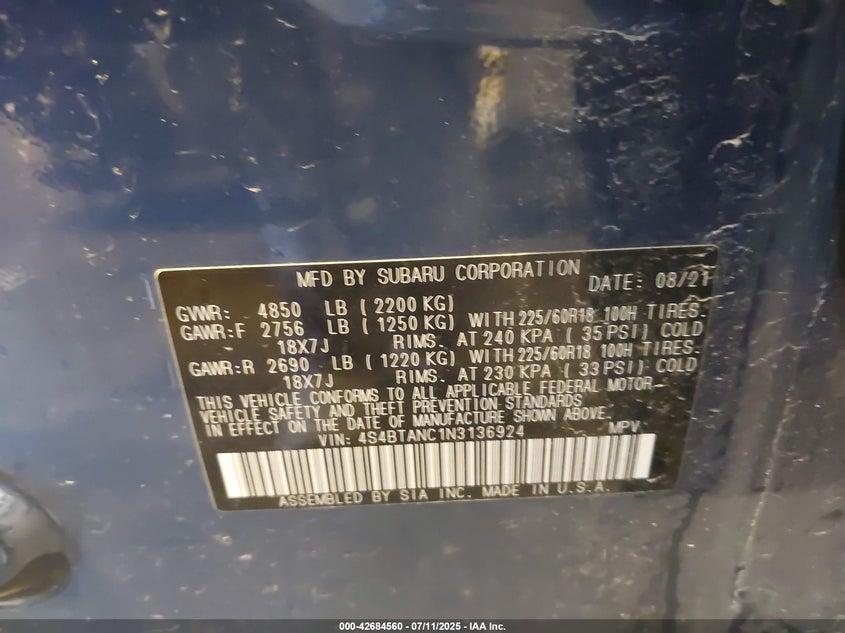 MFD BY SUBARU CORPORATION DATE: 08/21
GVWR: 4850 LB ( 2200 KG)
GAWR:F 2756 LB ( 1250 KG) WITH 225/60R18 100H TIRES.
18X7J RIMS. AT 240 KPA ( 35 PSI) COLD
GAWR:R 2690 LB ( 1220 KG) WITH 225/60R18 100H TIRES.
18X7J RIMS. AT 230 KPA ( 33 PSI) COLD
THIS VEHICLE CONFORMS TO ALL APPLICABLE FEDERAL MOTOR
VEHICLE SAFETY AND THEFT PREVENTION STANDARDS
IN EFFECT ON THE DATE OF MANUFACTURE SHOWN ABOVE.
VIN: 4S4BTANC1N3136924 MPV
ASSEMBLED BY SIA INC. MADE IN U.S.A.
000-42684560 - 07/11/2025 - IAA Inc.